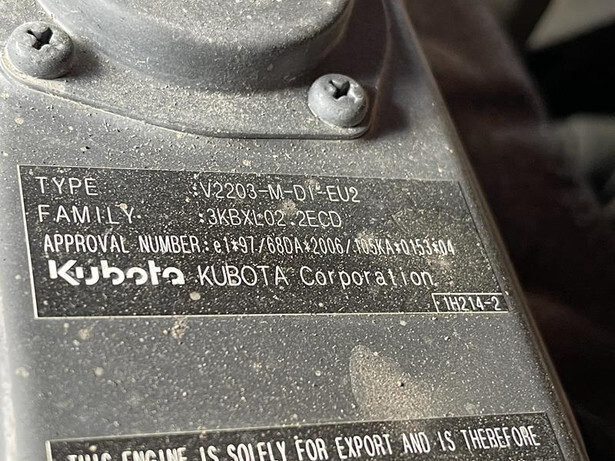 TYPE :V2203-M-DI-EU2
FAMILY :3KBXL02.2ECD
APPROVAL NUMBER:e1*97/68DA*2006/105KA*0153*04
Kubota KUBOTA Corporation
F1H214-2
THIS ENGINE IS SOLELY FOR EXPORT AND IS THEREFORE